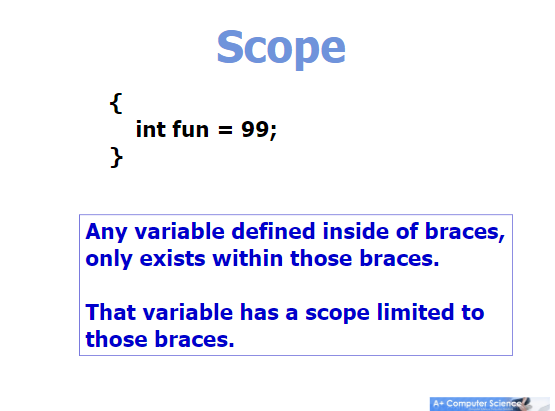 Scope
{
int fun = 99;
}
Any variable defined inside of braces,
only exists within those braces.
That variable has a scope limited to
those braces.
A+ Computer Science